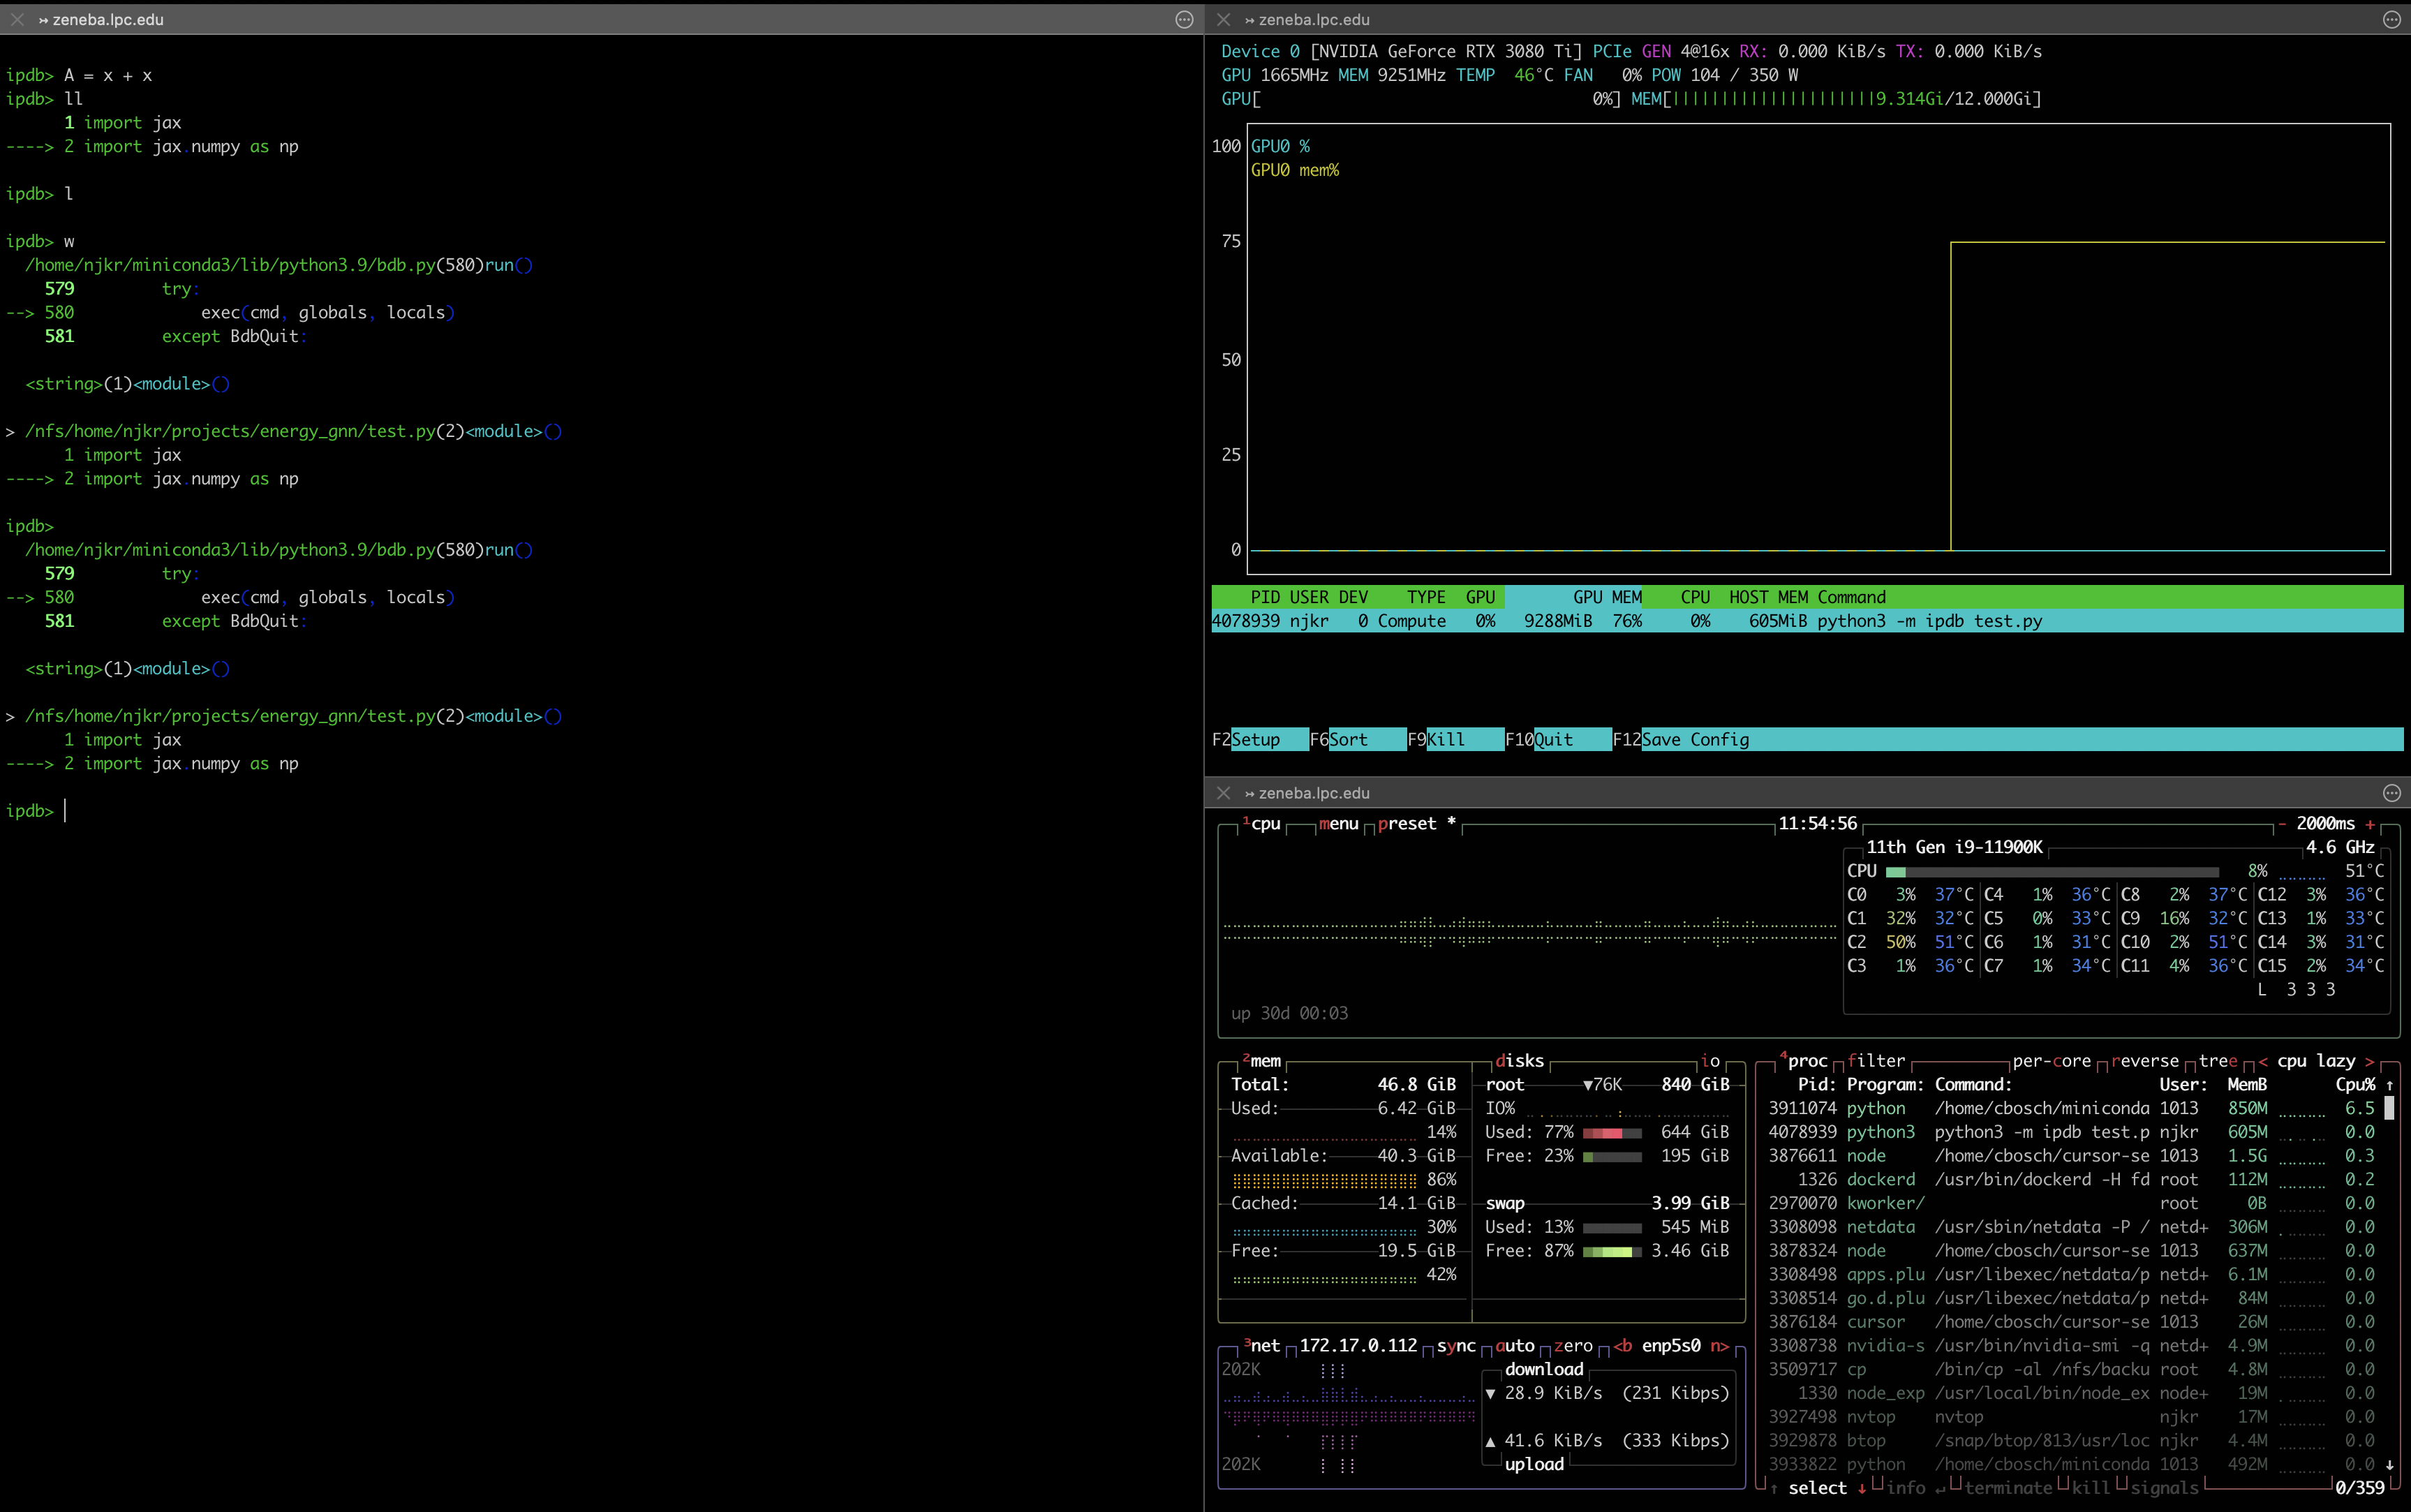 ↣ zeneba.lpc.edu
ipdb> A = x + x
ipdb> ll
1 import jax
----> 2 import jax.numpy as np
ipdb> l
ipdb> w
/home/njkr/miniconda3/lib/python3.9/bdb.py(580)run()
579 try:
--> 580 exec(cmd, globals, locals)
581 except BdbQuit:
<string>(1)<module>()
> /nfs/home/njkr/projects/energy_gnn/test.py(2)<module>()
1 import jax
----> 2 import jax.numpy as np
ipdb>
/home/njkr/miniconda3/lib/python3.9/bdb.py(580)run()
579 try:
--> 580 exec(cmd, globals, locals)
581 except BdbQuit:
<string>(1)<module>()
> /nfs/home/njkr/projects/energy_gnn/test.py(2)<module>()
1 import jax
----> 2 import jax.numpy as np
ipdb>
↣ zeneba.lpc.edu
Device 0 [NVIDIA GeForce RTX 3080 Ti] PCIe GEN 4@16x RX: 0.000 KiB/s TX: 0.000 KiB/s
GPU 1665MHz MEM 9251MHz TEMP 46°C FAN 0% POW 104 / 350 W
GPU[ 0%] MEM[||||||||||||||||||||||9.314Gi/12.000Gi]
100 GPU0 %
GPU0 mem%
75
50
25
0
PID USER DEV TYPE GPU GPU MEM CPU HOST MEM Command
4078939 njkr 0 Compute 0% 9288MiB 76% 0% 605MiB python3 -m ipdb test.py
F2Setup F6Sort F9Kill F10Quit F12Save Config
↣ zeneba.lpc.edu
¹cpu menu preset * 11:54:56 - 2000ms +
11th Gen i9-11900K 4.6 GHz
CPU 8% 51°C
C0 3% 37°C C4 1% 36°C C8 2% 37°C C12 3% 36°C
C1 32% 32°C C5 0% 33°C C9 16% 32°C C13 1% 33°C
C2 50% 51°C C6 1% 31°C C10 2% 51°C C14 3% 31°C
C3 1% 36°C C7 1% 34°C C11 4% 36°C C15 2% 34°C
L 3 3 3
up 30d 00:03
²mem
Total: 46.8 GiB
Used: 6.42 GiB
14%
Available: 40.3 GiB
86%
Cached: 14.1 GiB
30%
Free: 19.5 GiB
42%
disks io
root ▼76K 840 GiB
IO%
Used: 77% 644 GiB
Free: 23% 195 GiB
swap 3.99 GiB
Used: 13% 545 MiB
Free: 87% 3.46 GiB
³net 172.17.0.112 sync auto zero <b enp5s0 n>
202K
download
▼ 28.9 KiB/s (231 Kibps)
▲ 41.6 KiB/s (333 Kibps)
upload
202K
⁴proc filter per-core reverse tree < cpu lazy >
Pid: Program: Command: User: MemB Cpu% ↑
3911074 python /home/cbosch/miniconda 1013 850M 6.5
4078939 python3 python3 -m ipdb test.p njkr 605M 0.0
3876611 node /home/cbosch/cursor-se 1013 1.5G 0.3
1326 dockerd /usr/bin/dockerd -H fd root 112M 0.2
2970070 kworker/ root 0B 0.0
3308098 netdata /usr/sbin/netdata -P / netd+ 306M 0.0
3878324 node /home/cbosch/cursor-se 1013 637M 0.0
3308498 apps.plu /usr/libexec/netdata/p netd+ 6.1M 0.0
3308514 go.d.plu /usr/libexec/netdata/p netd+ 84M 0.0
3876184 cursor /home/cbosch/cursor-se 1013 26M 0.0
3308738 nvidia-s /usr/bin/nvidia-smi -q netd+ 4.9M 0.0
3509717 cp /bin/cp -al /nfs/backu root 4.8M 0.0
1330 node_exp /usr/local/bin/node_ex node+ 19M 0.0
3927498 nvtop nvtop njkr 17M 0.0
3929878 btop /snap/btop/813/usr/loc njkr 4.4M 0.0
3933822 python /home/cbosch/miniconda 1013 492M 0.0 ↓
↑ select ↓ info ↵ terminate kill signals 0/359